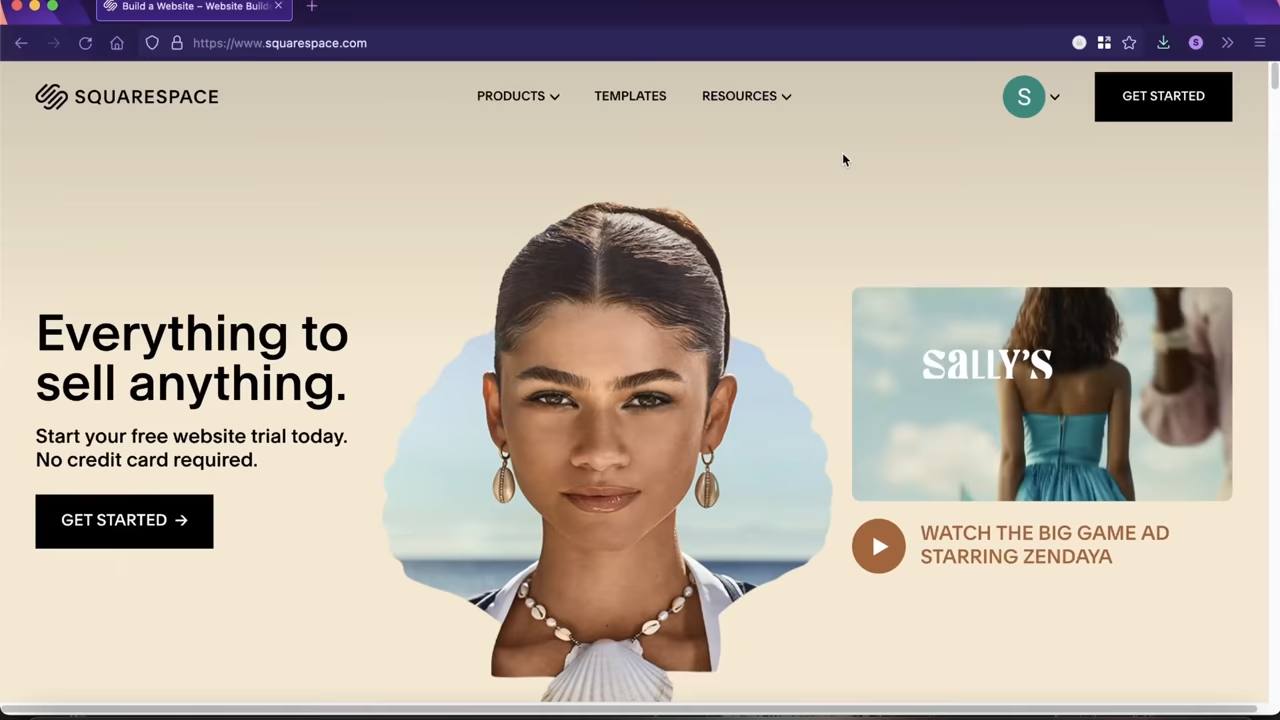 Build a Website – Website Build
https://www.squarespace.com
S
SQUARESPACE
PRODUCTS
TEMPLATES
RESOURCES
S
GET STARTED
Everything to
sell anything.
Start your free website trial today.
No credit card required.
GET STARTED →
SALLY'S
WATCH THE BIG GAME AD
STARRING ZENDAYA